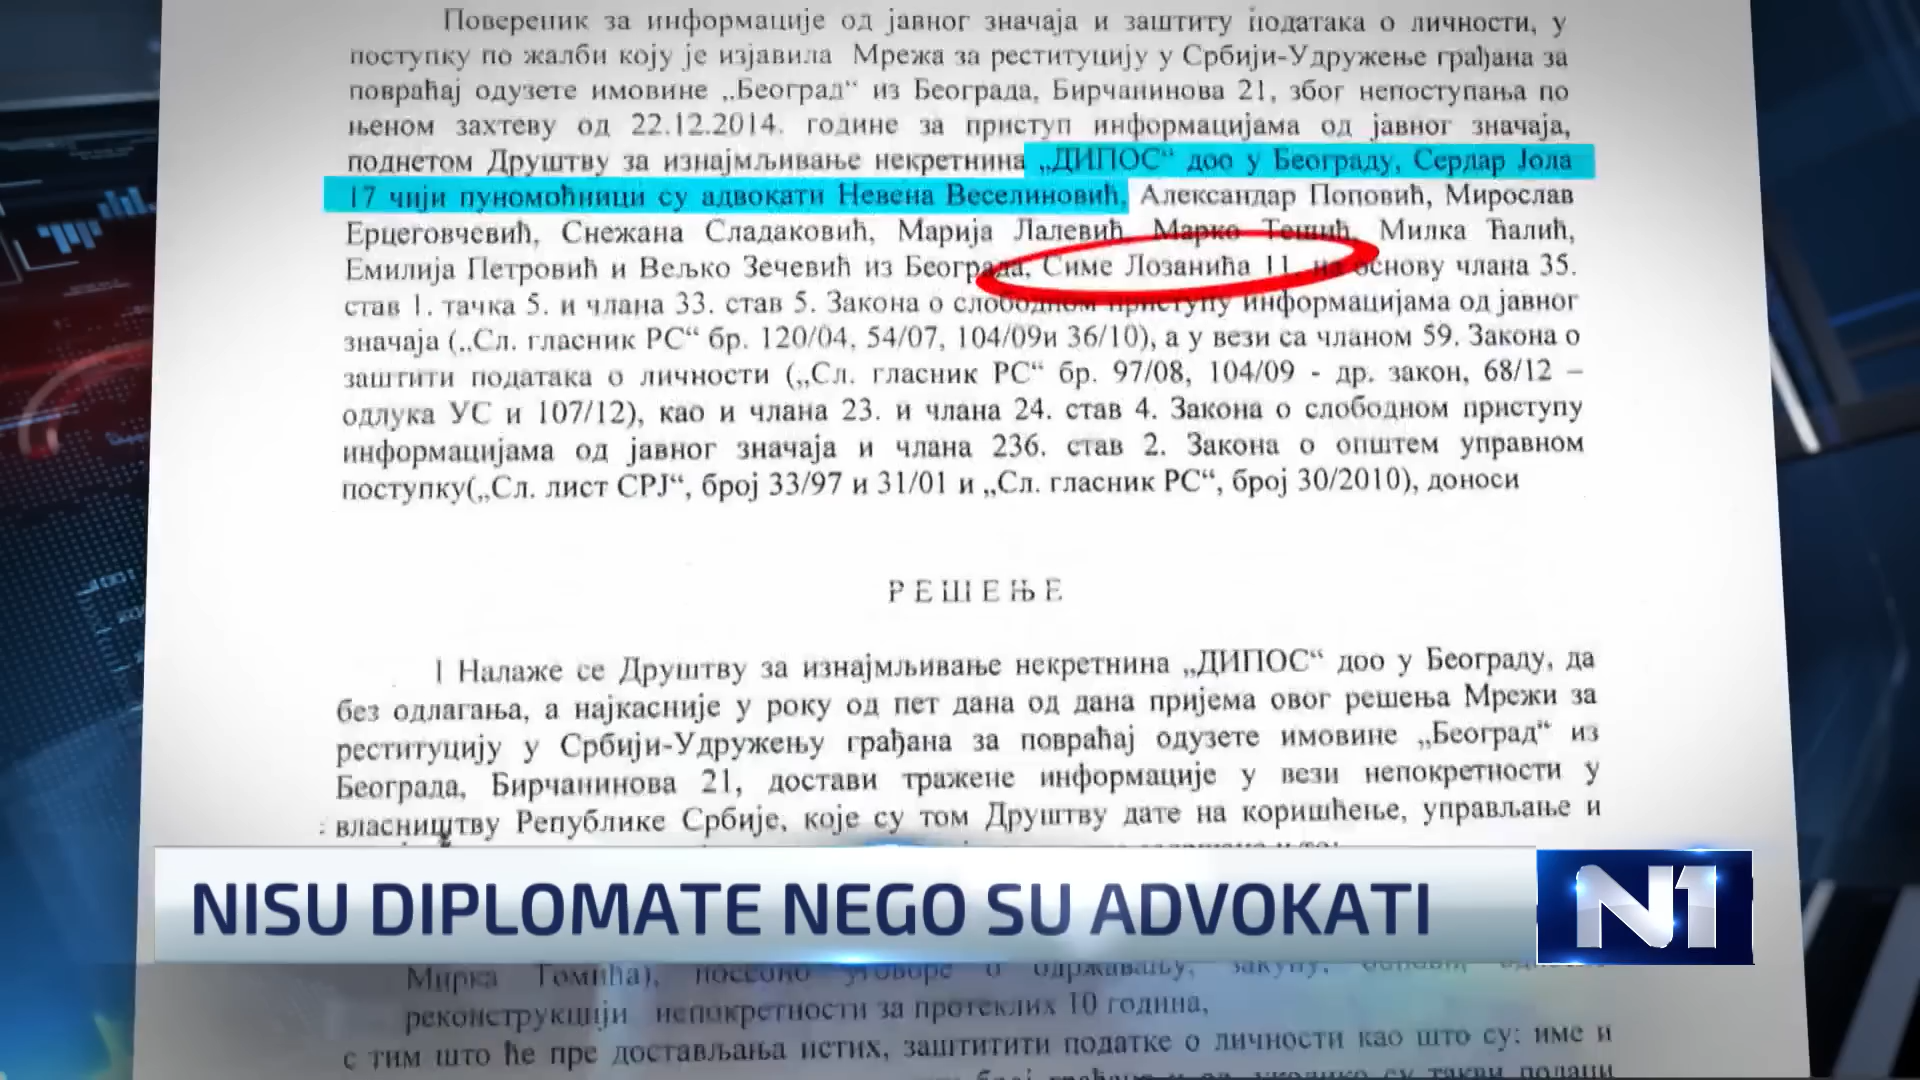 Повереник за информације од јавног значаја и заштиту података о личности, у
поступку по жалби коју је изјавила Мрежа за реституцију у Србији-Удружење грађана за
повраћај одузете имовине „Београд“ из Београда, Бирчанинова 21, због непоступања по
њеном захтеву од 22.12.2014. године за приступ информацијама од јавног значаја,
поднетом Друштву за изнајмљивање некретнина „ДИПОС“ доо у Београду, Сердар Јола
17 чији пуномоћници су адвокати Невена Веселиновић, Александар Поповић, Мирослав
Ерцеговчевић, Снежана Сладаковић, Марија Лалевић, Марко Тешић, Милка Ћалић,
Емилија Петровић и Вељко Зечевић из Београда, Симе Лозанића 11, на основу члана 35.
став 1. тачка 5. и члана 33. став 5. Закона о слободном приступу информацијама од јавног
значаја („Сл. гласник РС“ бр. 120/04, 54/07, 104/09и 36/10), а у вези са чланом 59. Закона о
заштити података о личности („Сл. гласник РС“ бр. 97/08, 104/09 - др. закон, 68/12 –
одлука УС и 107/12), као и члана 23. и члана 24. став 4. Закона о слободном приступу
информацијама од јавног значаја и члана 236. став 2. Закона о општем управном
поступку(„Сл. лист СРЈ“, број 33/97 и 31/01 и „Сл. гласник РС“, број 30/2010), доноси
Р Е Ш Е Њ Е
I Налаже се Друштву за изнајмљивање некретнина „ДИПОС“ доо у Београду, да
без одлагања, а најкасније у року од пет дана од дана пријема овог решења Мрежи за
реституцију у Србији-Удружењу грађана за повраћај одузете имовине „Београд“ из
Београда, Бирчанинова 21, достави тражене информације у вези непокретности у
власништву Републике Србије, које су том Друштву дате на коришћење, управљање и
NISU DIPLOMATE NEGO SU ADVOKATI
N1
Мирка Томића), посебно уговоре о одржавању, закупу,
реконструкцији непокретности за протеклих 10 година,
с тим што ће пре достављања истих, заштитити податке о личности као што су: име и